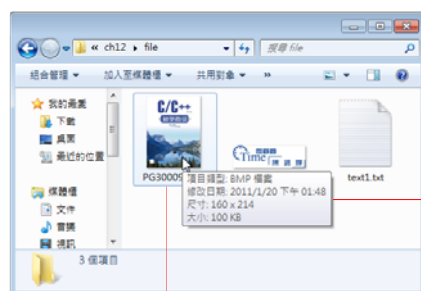 « ch12 ▸ file
搜尋 file
組合管理
加入至媒體櫃
共用對象
»
我的最愛
下載
桌面
最近的位置
媒體櫃
文件
音樂
視訊
C/C++
Time
PG30009
text1.txt
項目類型: BMP 檔案
修改日期: 2011/1/20 下午 01:48
尺寸: 160 x 214
大小: 100 KB
3 個項目